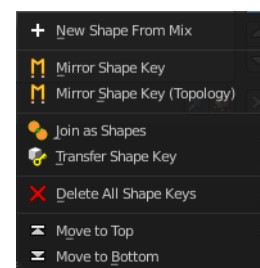 New Shape From Mix
Mirror Shape Key
Mirror Shape Key (Topology)
Join as Shapes
Transfer Shape Key
Delete All Shape Keys
Move to Top
Move to Bottom